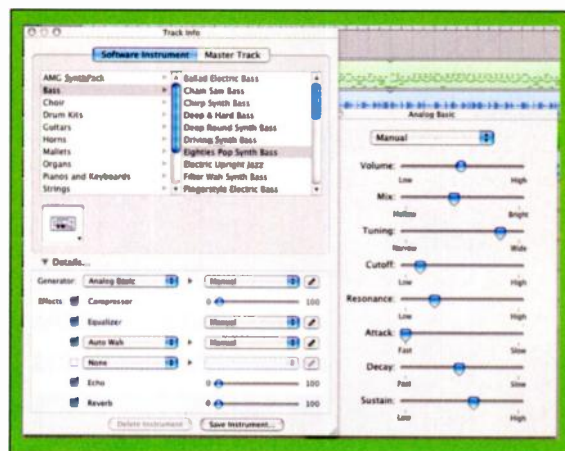 Track Info
Software Instrument Master Track
AMG SynthPack
Bass
Choir
Drum Kits
Guitars
Horns
Mallets
Organs
Pianos and Keyboards
Strings
Ballad Electric Bass
Cham Sam Bass
Chirp Synth Bass
Deep & Hard Bass
Deep Round Synth Bass
Driving Synth Bass
Eighties Pop Synth Bass
Electric Upright Jazz
Filter Wah Synth Bass
Fingerstyle Electric Bass
Details...
Generator: Analog Basic Manual
Effects Compressor 0 100
Equalizer Manual
Auto Wah Manual
None
Echo 0 100
Reverb 0 100
Delete Instrument Save Instrument...
Analog Basic
Manual
Volume:
Low High
Mix:
Mellow Bright
Tuning:
Narrow Wide
Cutoff:
Low High
Resonance:
Low High
Attack:
Fast Slow
Decay:
Fast Slow
Sustain:
Low High